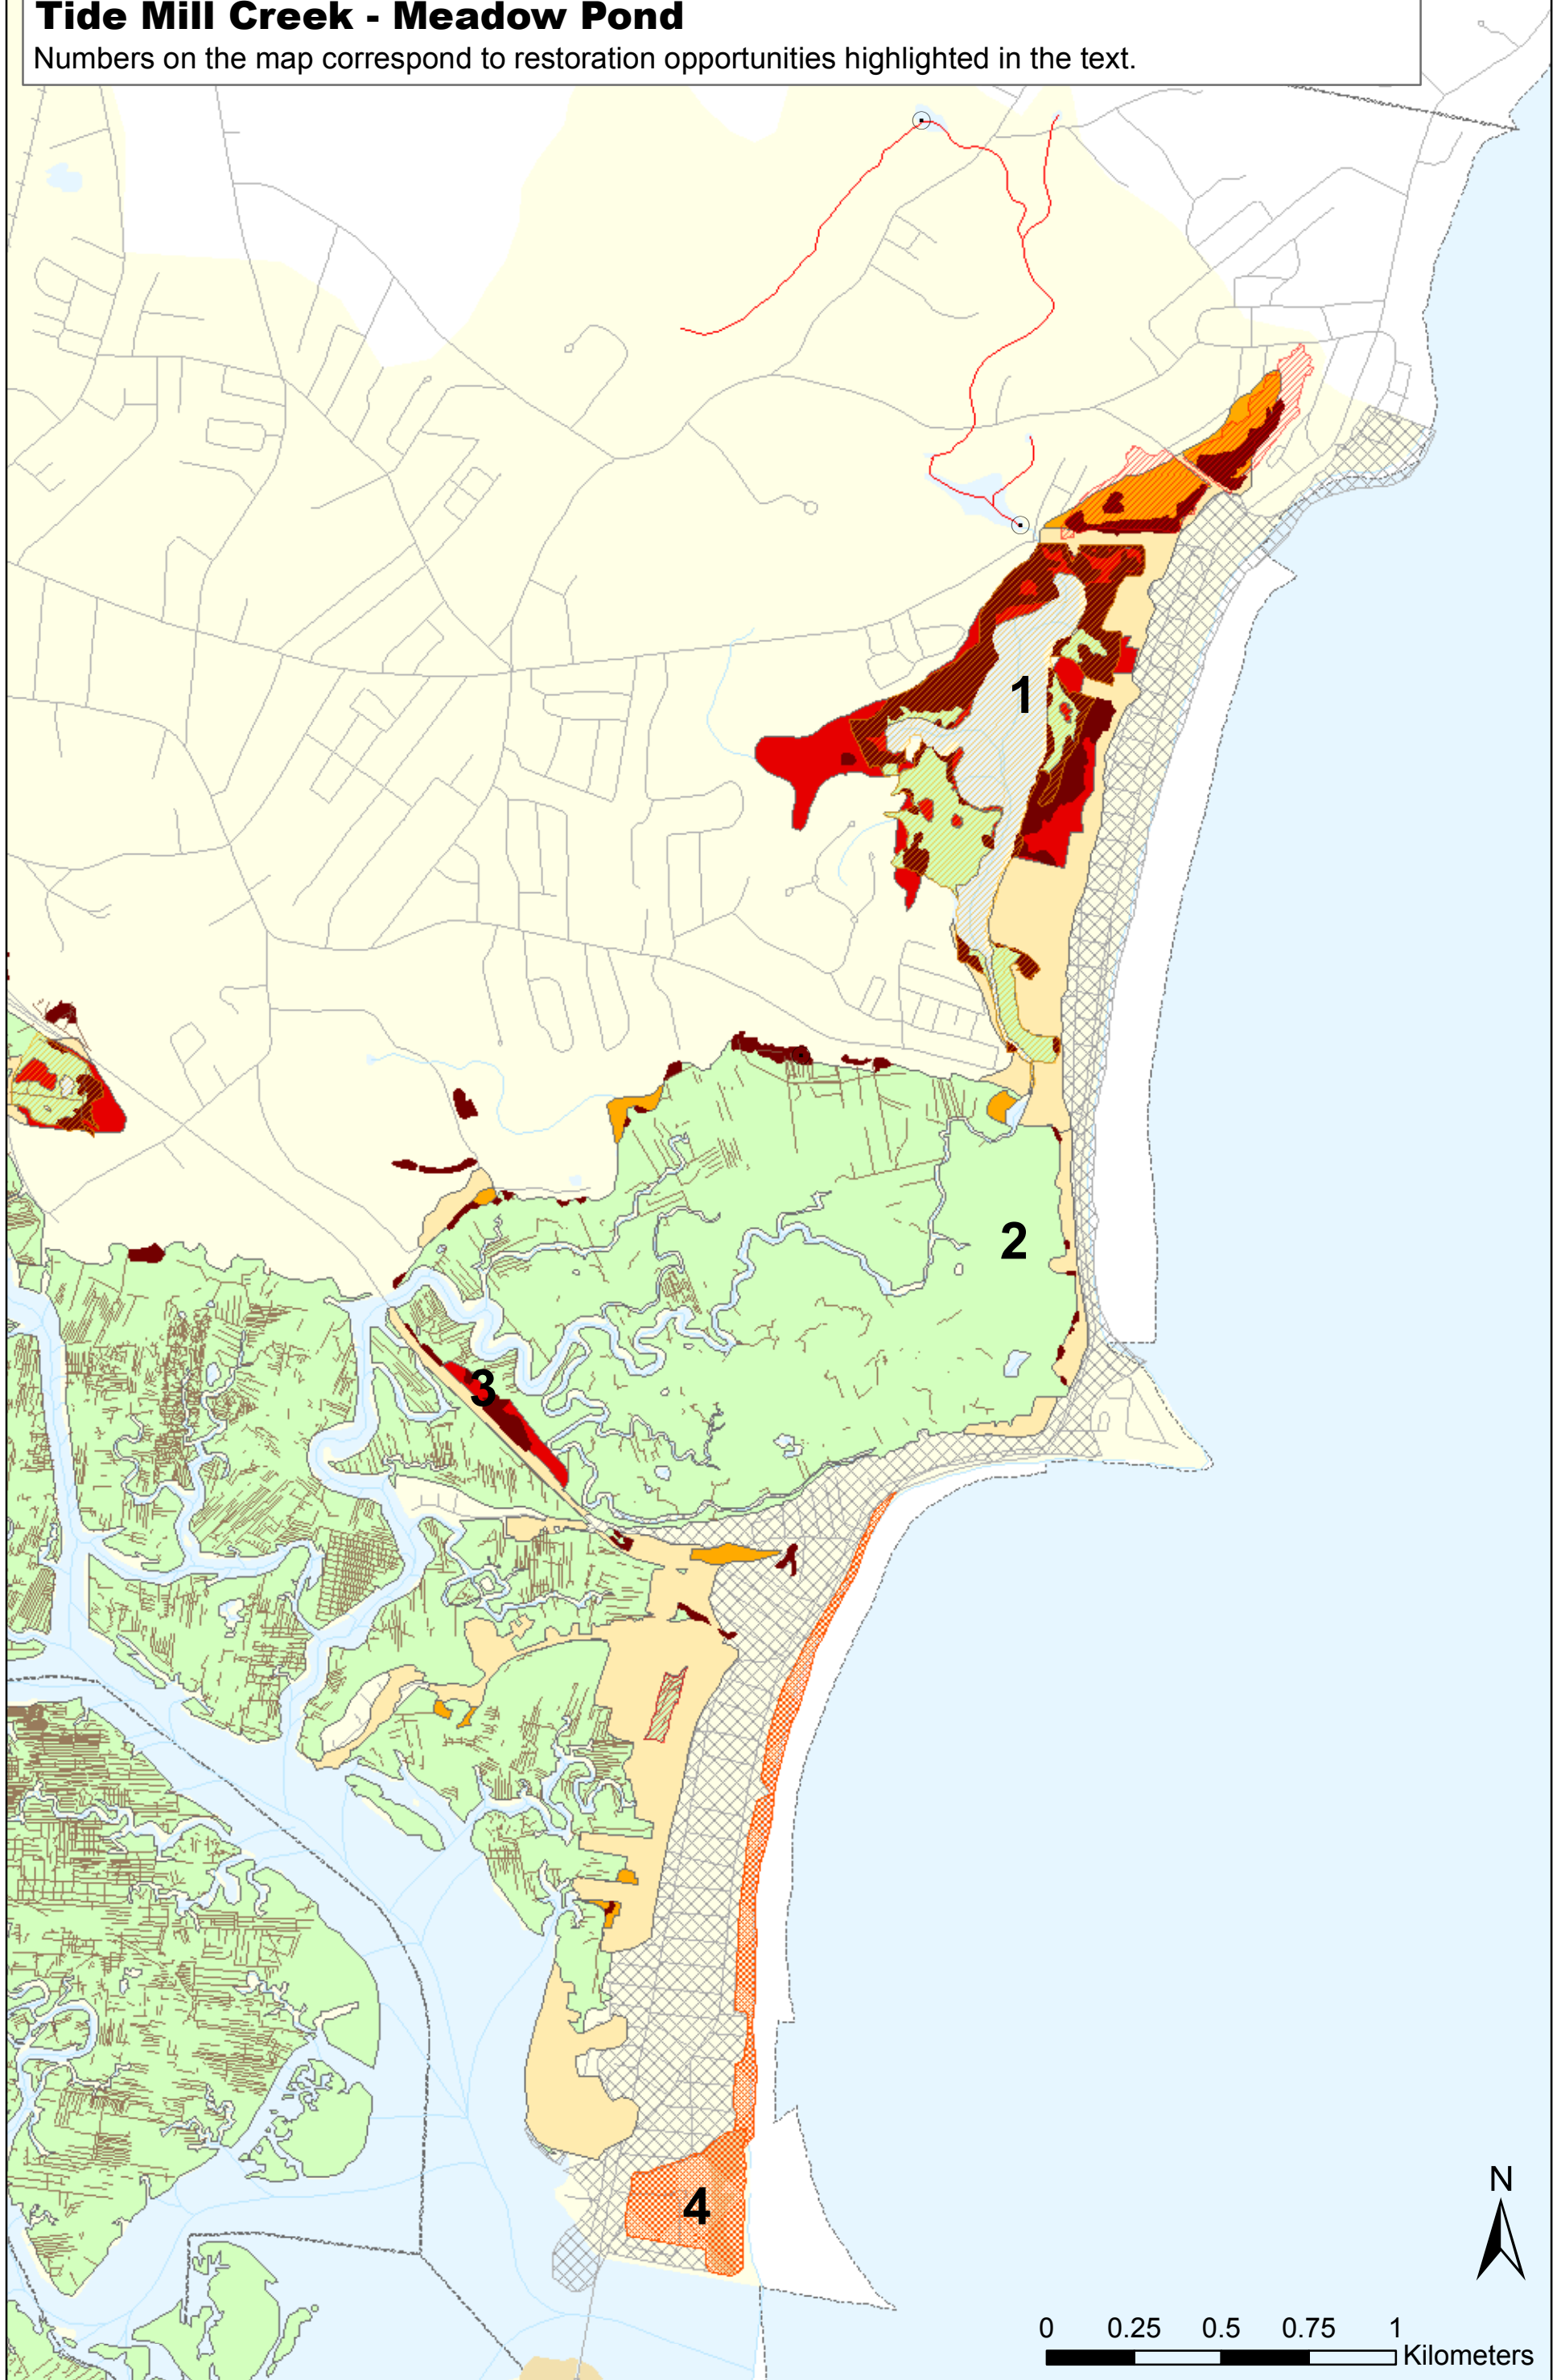 Tide Mill Creek - Meadow Pond
Numbers on the map correspond to restoration opportunities highlighted in the text.
1
2
3
4
N
0 0.25 0.5 0.75 1
Kilometers